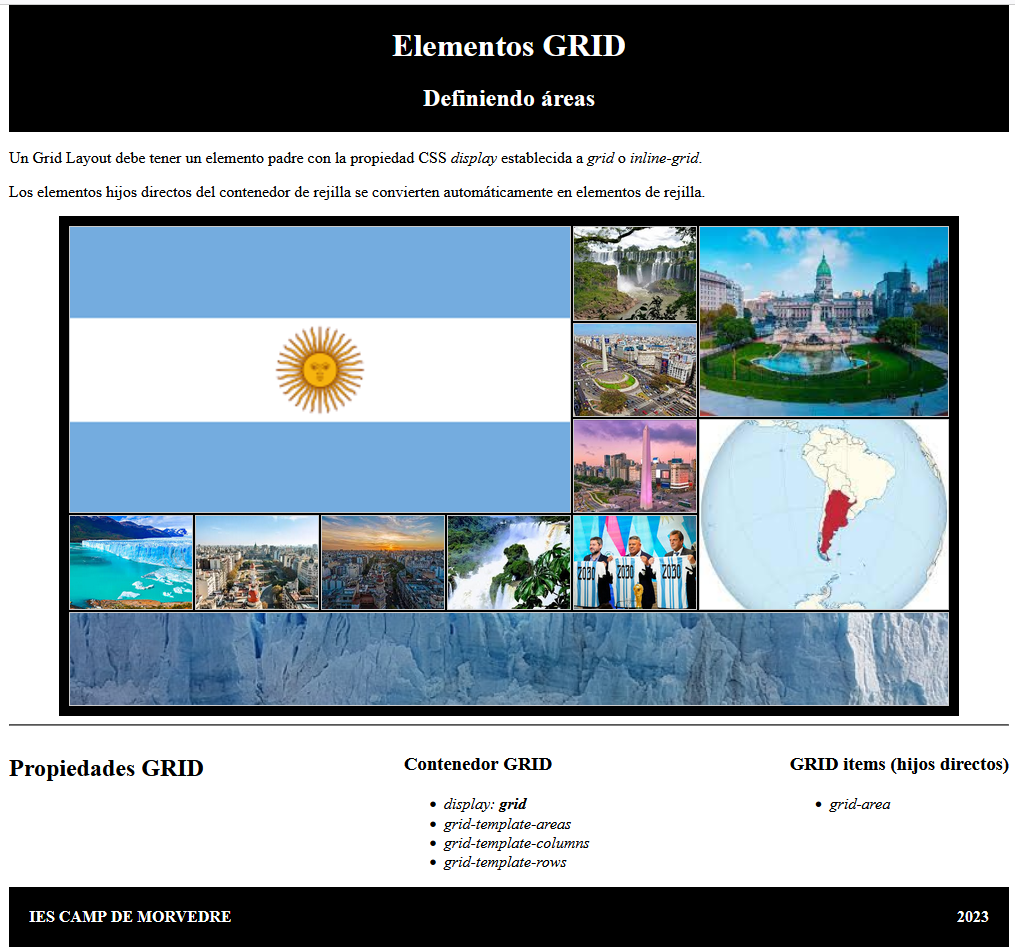 Elementos GRID
Definiendo áreas
Un Grid Layout debe tener un elemento padre con la propiedad CSS display establecida a grid o inline-grid.
Los elementos hijos directos del contenedor de rejilla se convierten automáticamente en elementos de rejilla.
2030 2030 2030
Propiedades GRID
Contenedor GRID
display: grid
grid-template-areas
grid-template-columns
grid-template-rows
GRID items (hijos directos)
grid-area
IES CAMP DE MORVEDRE
2023